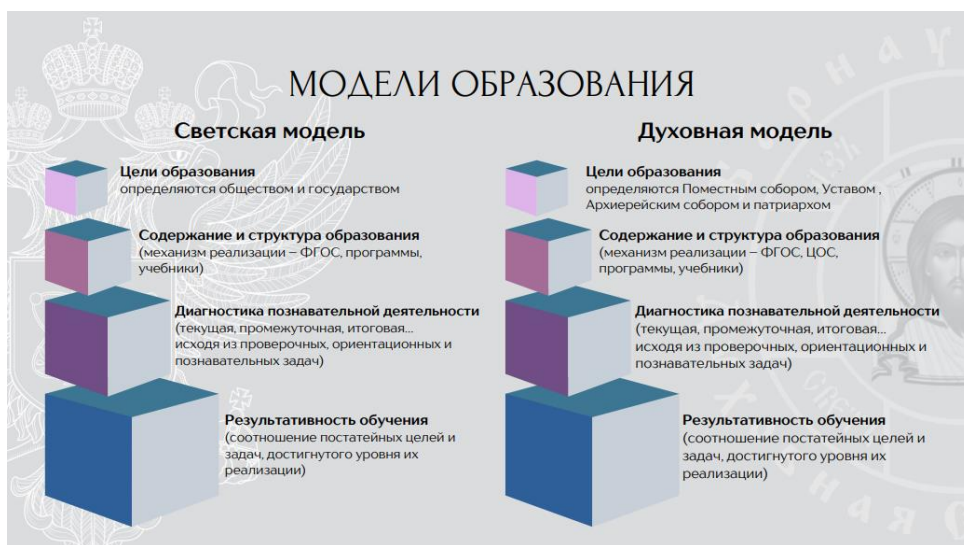 МОДЕЛИ ОБРАЗОВАНИЯ
Светская модель
Цели образования
определяются обществом и государством
Содержание и структура образования
(механизм реализации – ФГОС, программы,
учебники)
Диагностика познавательной деятельности
(текущая, промежуточная, итоговая...
исходя из проверочных, ориентационных и
познавательных задач)
Результативность обучения
(соотношение постатейных целей и
задач, достигнутого уровня их
реализации)
Духовная модель
Цели образования
определяются Поместным собором, Уставом ,
Архиерейским собором и патриархом
Содержание и структура образования
(механизм реализации – ФГОС, ЦОС,
программы, учебники)
Диагностика познавательной деятельности
(текущая, промежуточная, итоговая...
исходя из проверочных, ориентационных и
познавательных задач)
Результативность обучения
(соотношение постатейных целей и
задач, достигнутого уровня их
реализации)